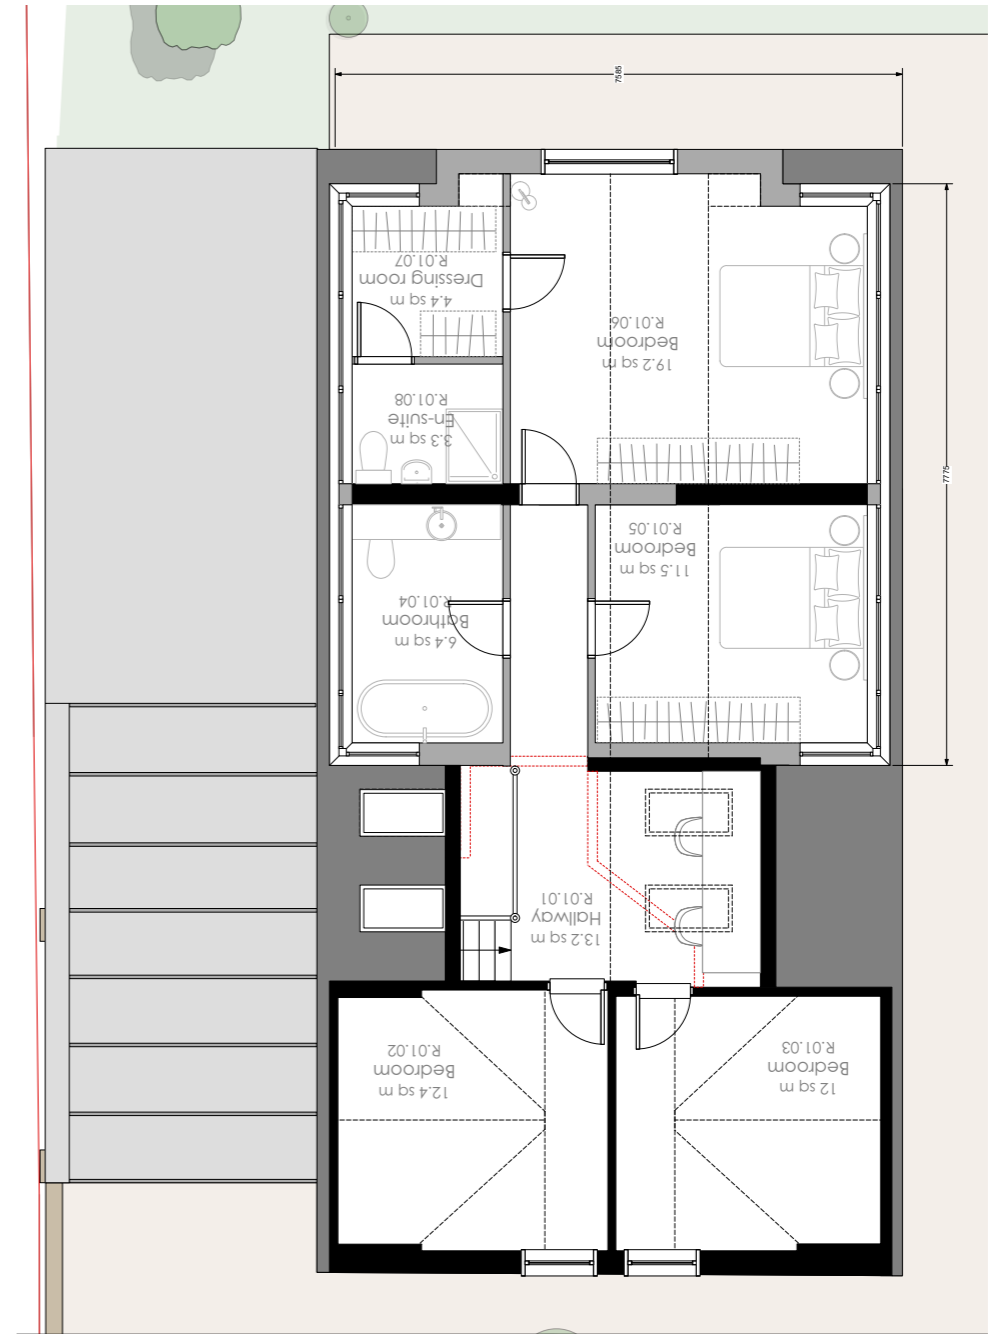 7585
R.01.07
Dressing room
4.4 sq m
R.01.06
Bedroom
19.2 sq m
R.01.08
En-suite
3.3 sq m
7775
R.01.05
Bedroom
11.5 sq m
R.01.04
Bathroom
6.4 sq m
R.01.01
Hallway
13.2 sq m
R.01.02
Bedroom
12.4 sq m
R.01.03
Bedroom
12 sq m